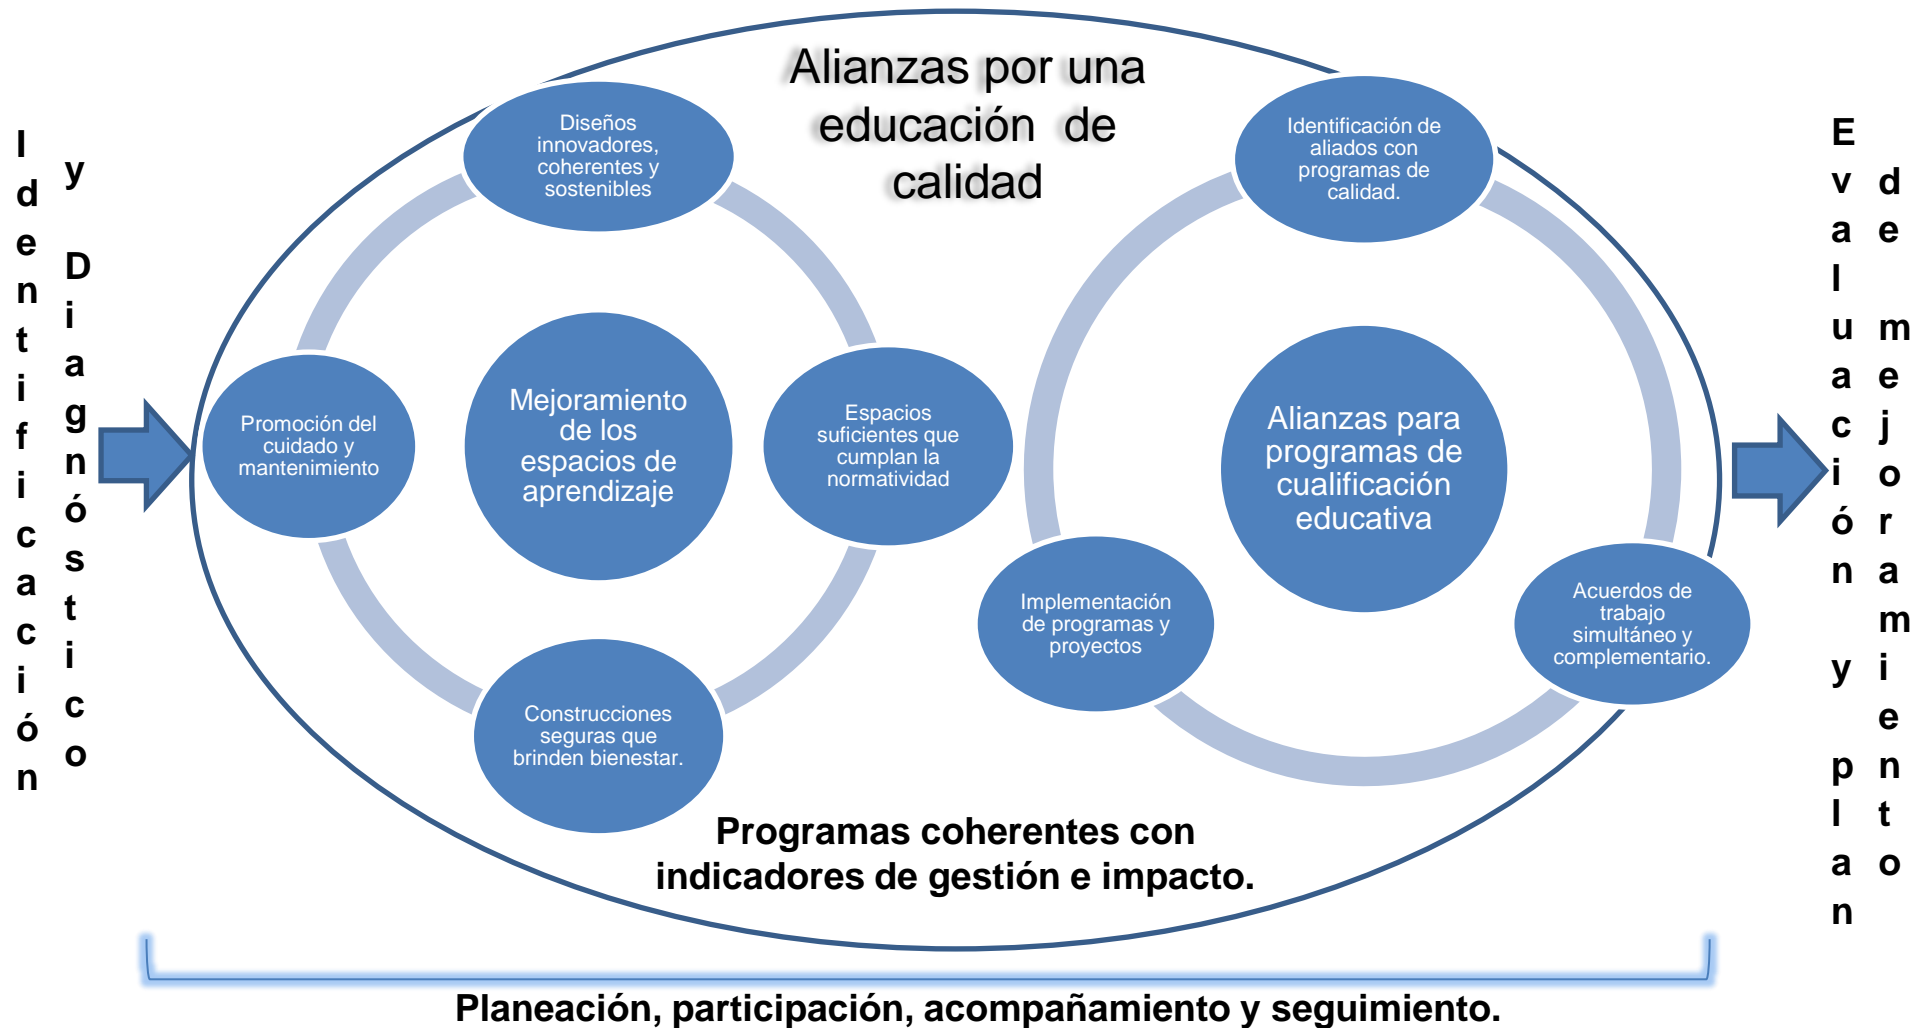 Identificación
y Diagnóstico
Alianzas por una
educación de
calidad
Diseños
innovadores,
coherentes y
sostenibles
Promoción del
cuidado y
mantenimiento
Mejoramiento
de los
espacios de
aprendizaje
Espacios
suficientes que
cumplan la
normatividad
Construcciones
seguras que
brinden bienestar.
Identificación de
aliados con
programas de
calidad.
Alianzas para
programas de
cualificación
educativa
Implementación
de programas y
proyectos
Acuerdos de
trabajo
simultáneo y
complementario.
Programas coherentes con
indicadores de gestión e impacto.
Evaluación y plan
de mejoramiento
Planeación, participación, acompañamiento y seguimiento.